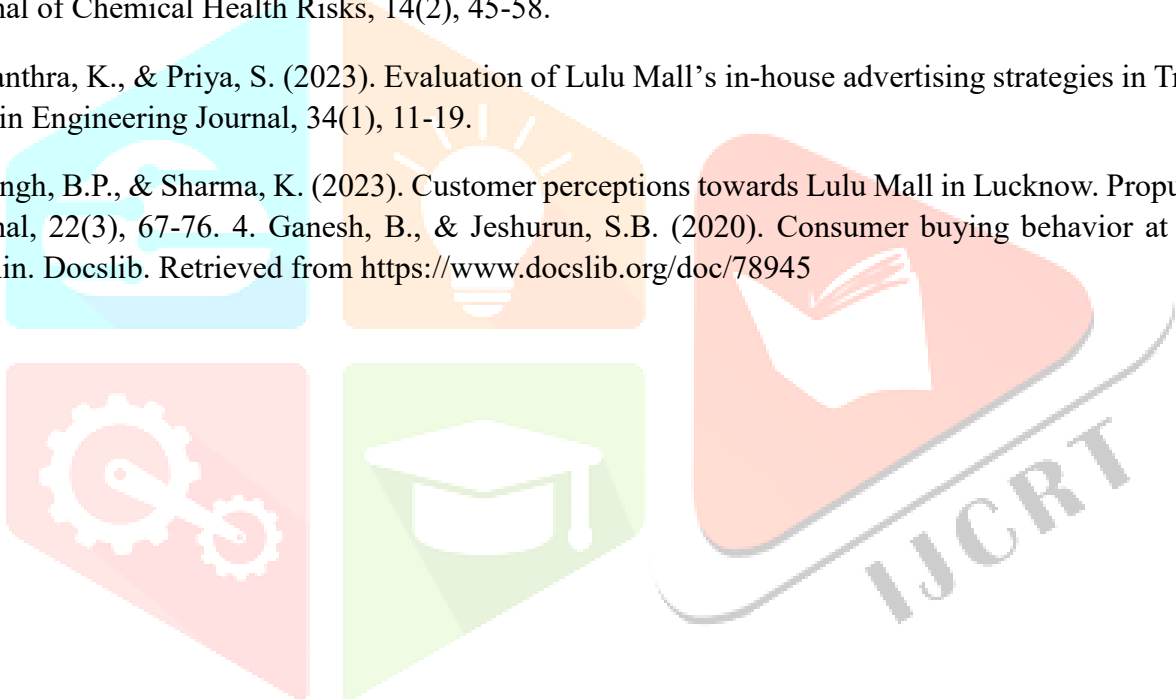 nal of Chemical Health Risks, 14(2), 45-58.
anthra, K., & Priya, S. (2023). Evaluation of Lulu Mall’s in-house advertising strategies in Tr
in Engineering Journal, 34(1), 11-19.
ngh, B.P., & Sharma, K. (2023). Customer perceptions towards Lulu Mall in Lucknow. Propu
nal, 22(3), 67-76. 4. Ganesh, B., & Jeshurun, S.B. (2020). Consumer buying behavior at
in. Docslib. Retrieved from https://www.docslib.org/doc/78945
IJCRT